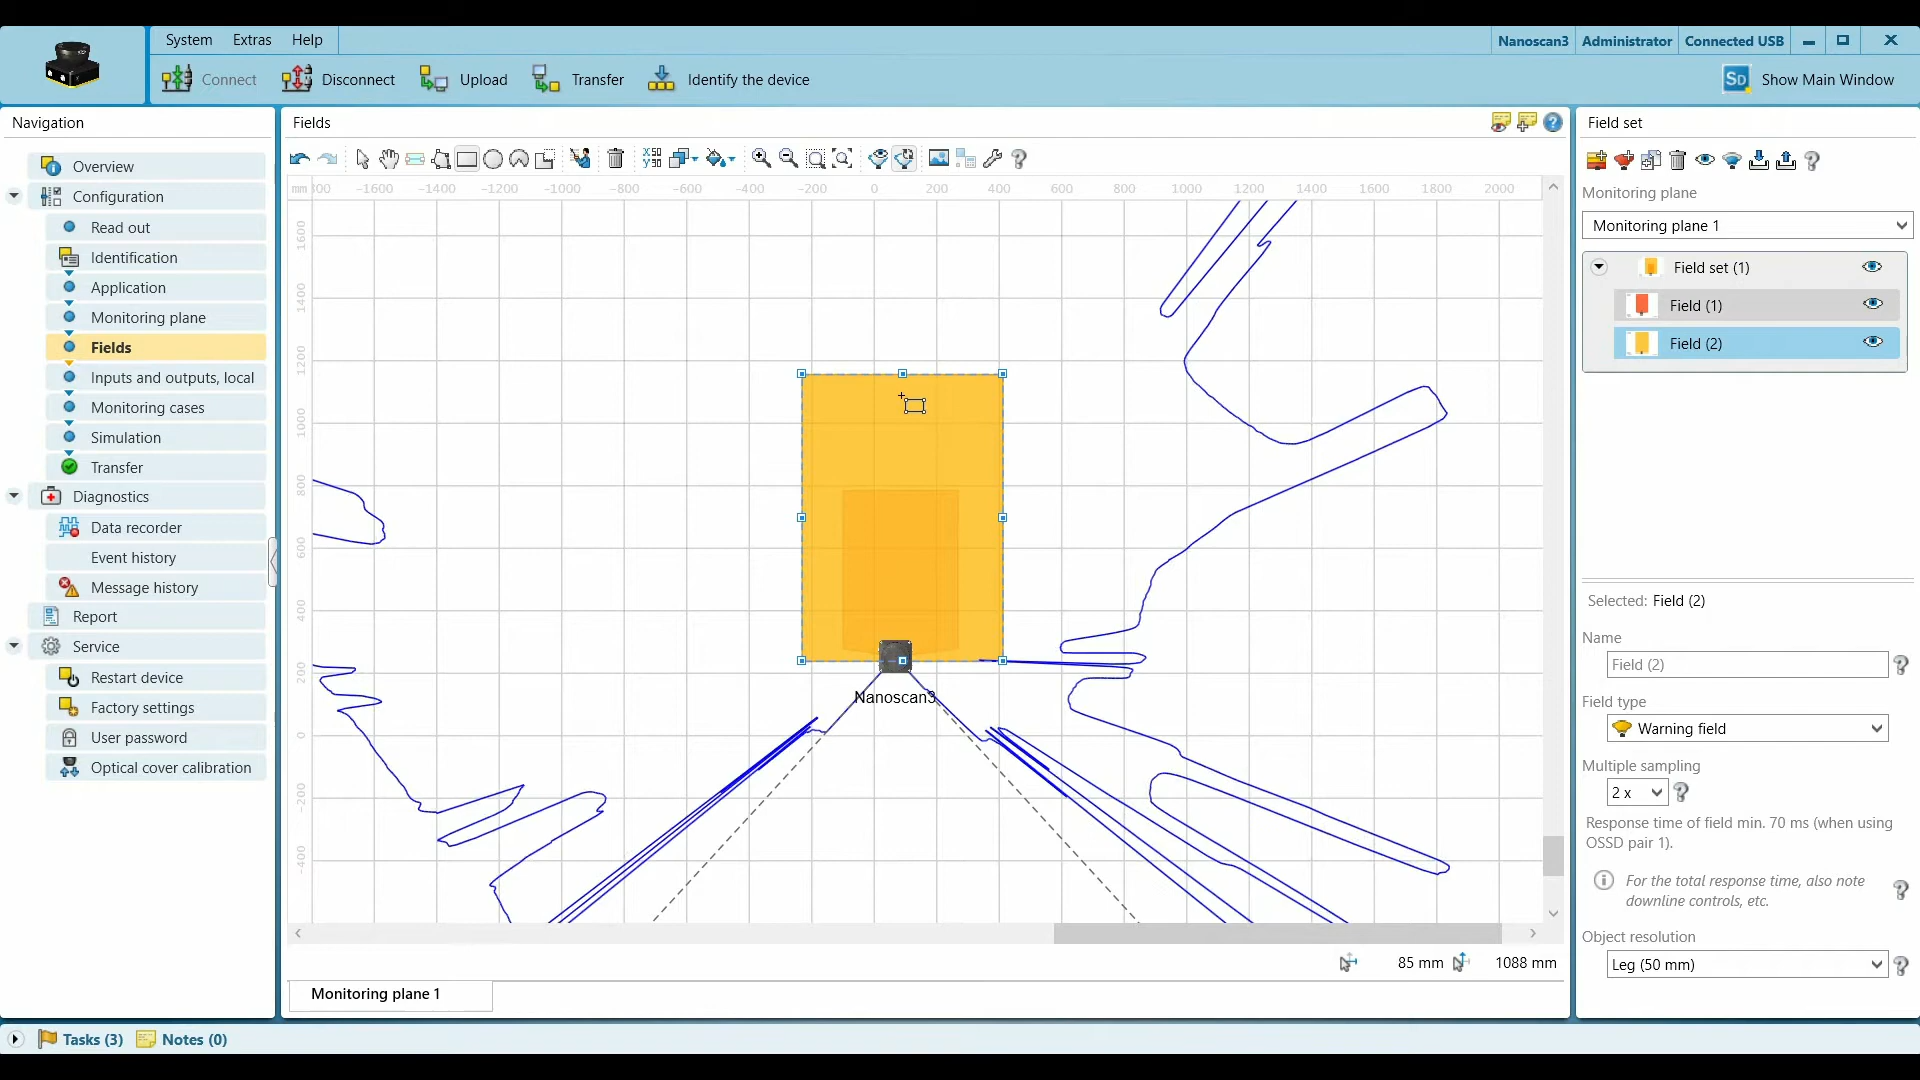 System Extras Help
Nanoscan3 Administrator Connected USB
Connect Disconnect Upload Transfer Identify the device
SD Show Main Window
Navigation
Overview
Configuration
Read out
Identification
Application
Monitoring plane
Fields
Inputs and outputs, local
Monitoring cases
Simulation
Transfer
Diagnostics
Data recorder
Event history
Message history
Report
Service
Restart device
Factory settings
User password
Optical cover calibration
Fields
mm 300 -1600 -1400 -1200 -1000 -800 -600 -400 -200 0 200 400 600 800 1000 1200 1400 1600 1800 2000
1600
1400
1200
1000
800
600
400
200
0
-200
-400
Nanoscan3
85 mm 1088 mm
Monitoring plane 1
Field set
Monitoring plane
Monitoring plane 1
Field set (1)
Field (1)
Field (2)
Selected: Field (2)
Name
Field (2)
Field type
Warning field
Multiple sampling
2 x
Response time of field min. 70 ms (when using
OSSD pair 1).
For the total response time, also note
downline controls, etc.
Object resolution
Leg (50 mm)
Tasks (3) Notes (0)